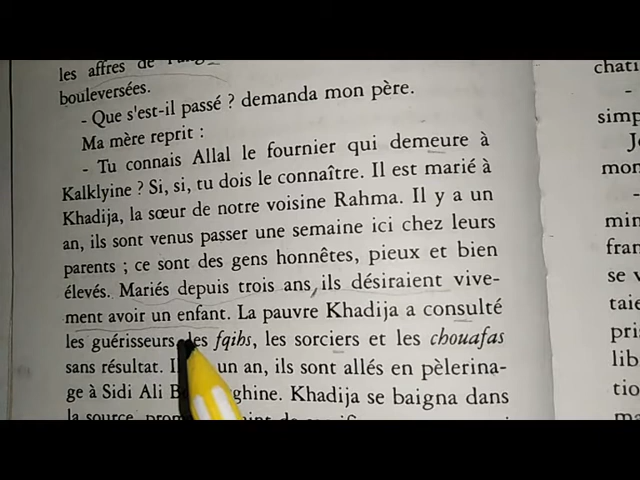 les affres de
bouleversées.
- Que s'est-il passé ? demanda mon père.
Ma mère reprit :
- Tu connais Allal le fournier qui demeure à
Kalklyine ? Si, si, tu dois le connaître. Il est marié à
Khadija, la sœur de notre voisine Rahma. Il y a un
an, ils sont venus passer une semaine ici chez leurs
parents ; ce sont des gens honnêtes, pieux et bien
élevés. Mariés depuis trois ans, ils désiraient vive-
ment avoir un enfant. La pauvre Khadija a consulté
les guérisseurs des fqihs, les sorciers et les chouafas
sans résultat. un an, ils sont allés en pèlerina-
ge à Sidi Ali Khadija se baigna dans
la source,
chati
-
simp
mon
-
min
fran
se v
taie
pris
lib
tio
ma